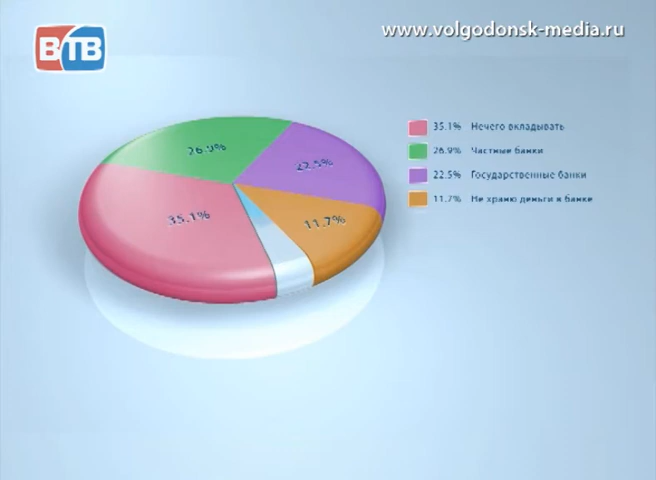 www.volgodonsk-media.ru
ВТВ
26.9%
22.5%
35.1%
11.7%
35.1% Нечего вкладывать
26.9% Частные банки
22.5% Государственные банки
11.7% Не храню деньги в банке